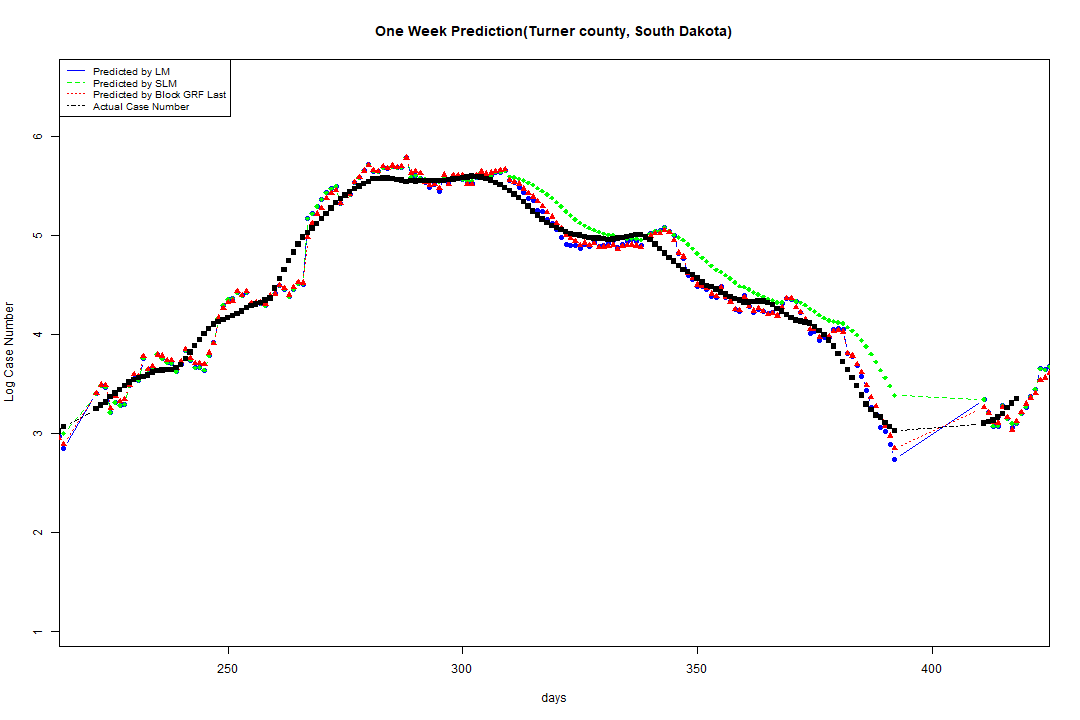 One Week Prediction(Turner county, South Dakota)
Predicted by LM
Predicted by SLM
Predicted by Block GRF Last
Actual Case Number
6
5
4
3
2
1
Log Case Number
250 300 350 400
days